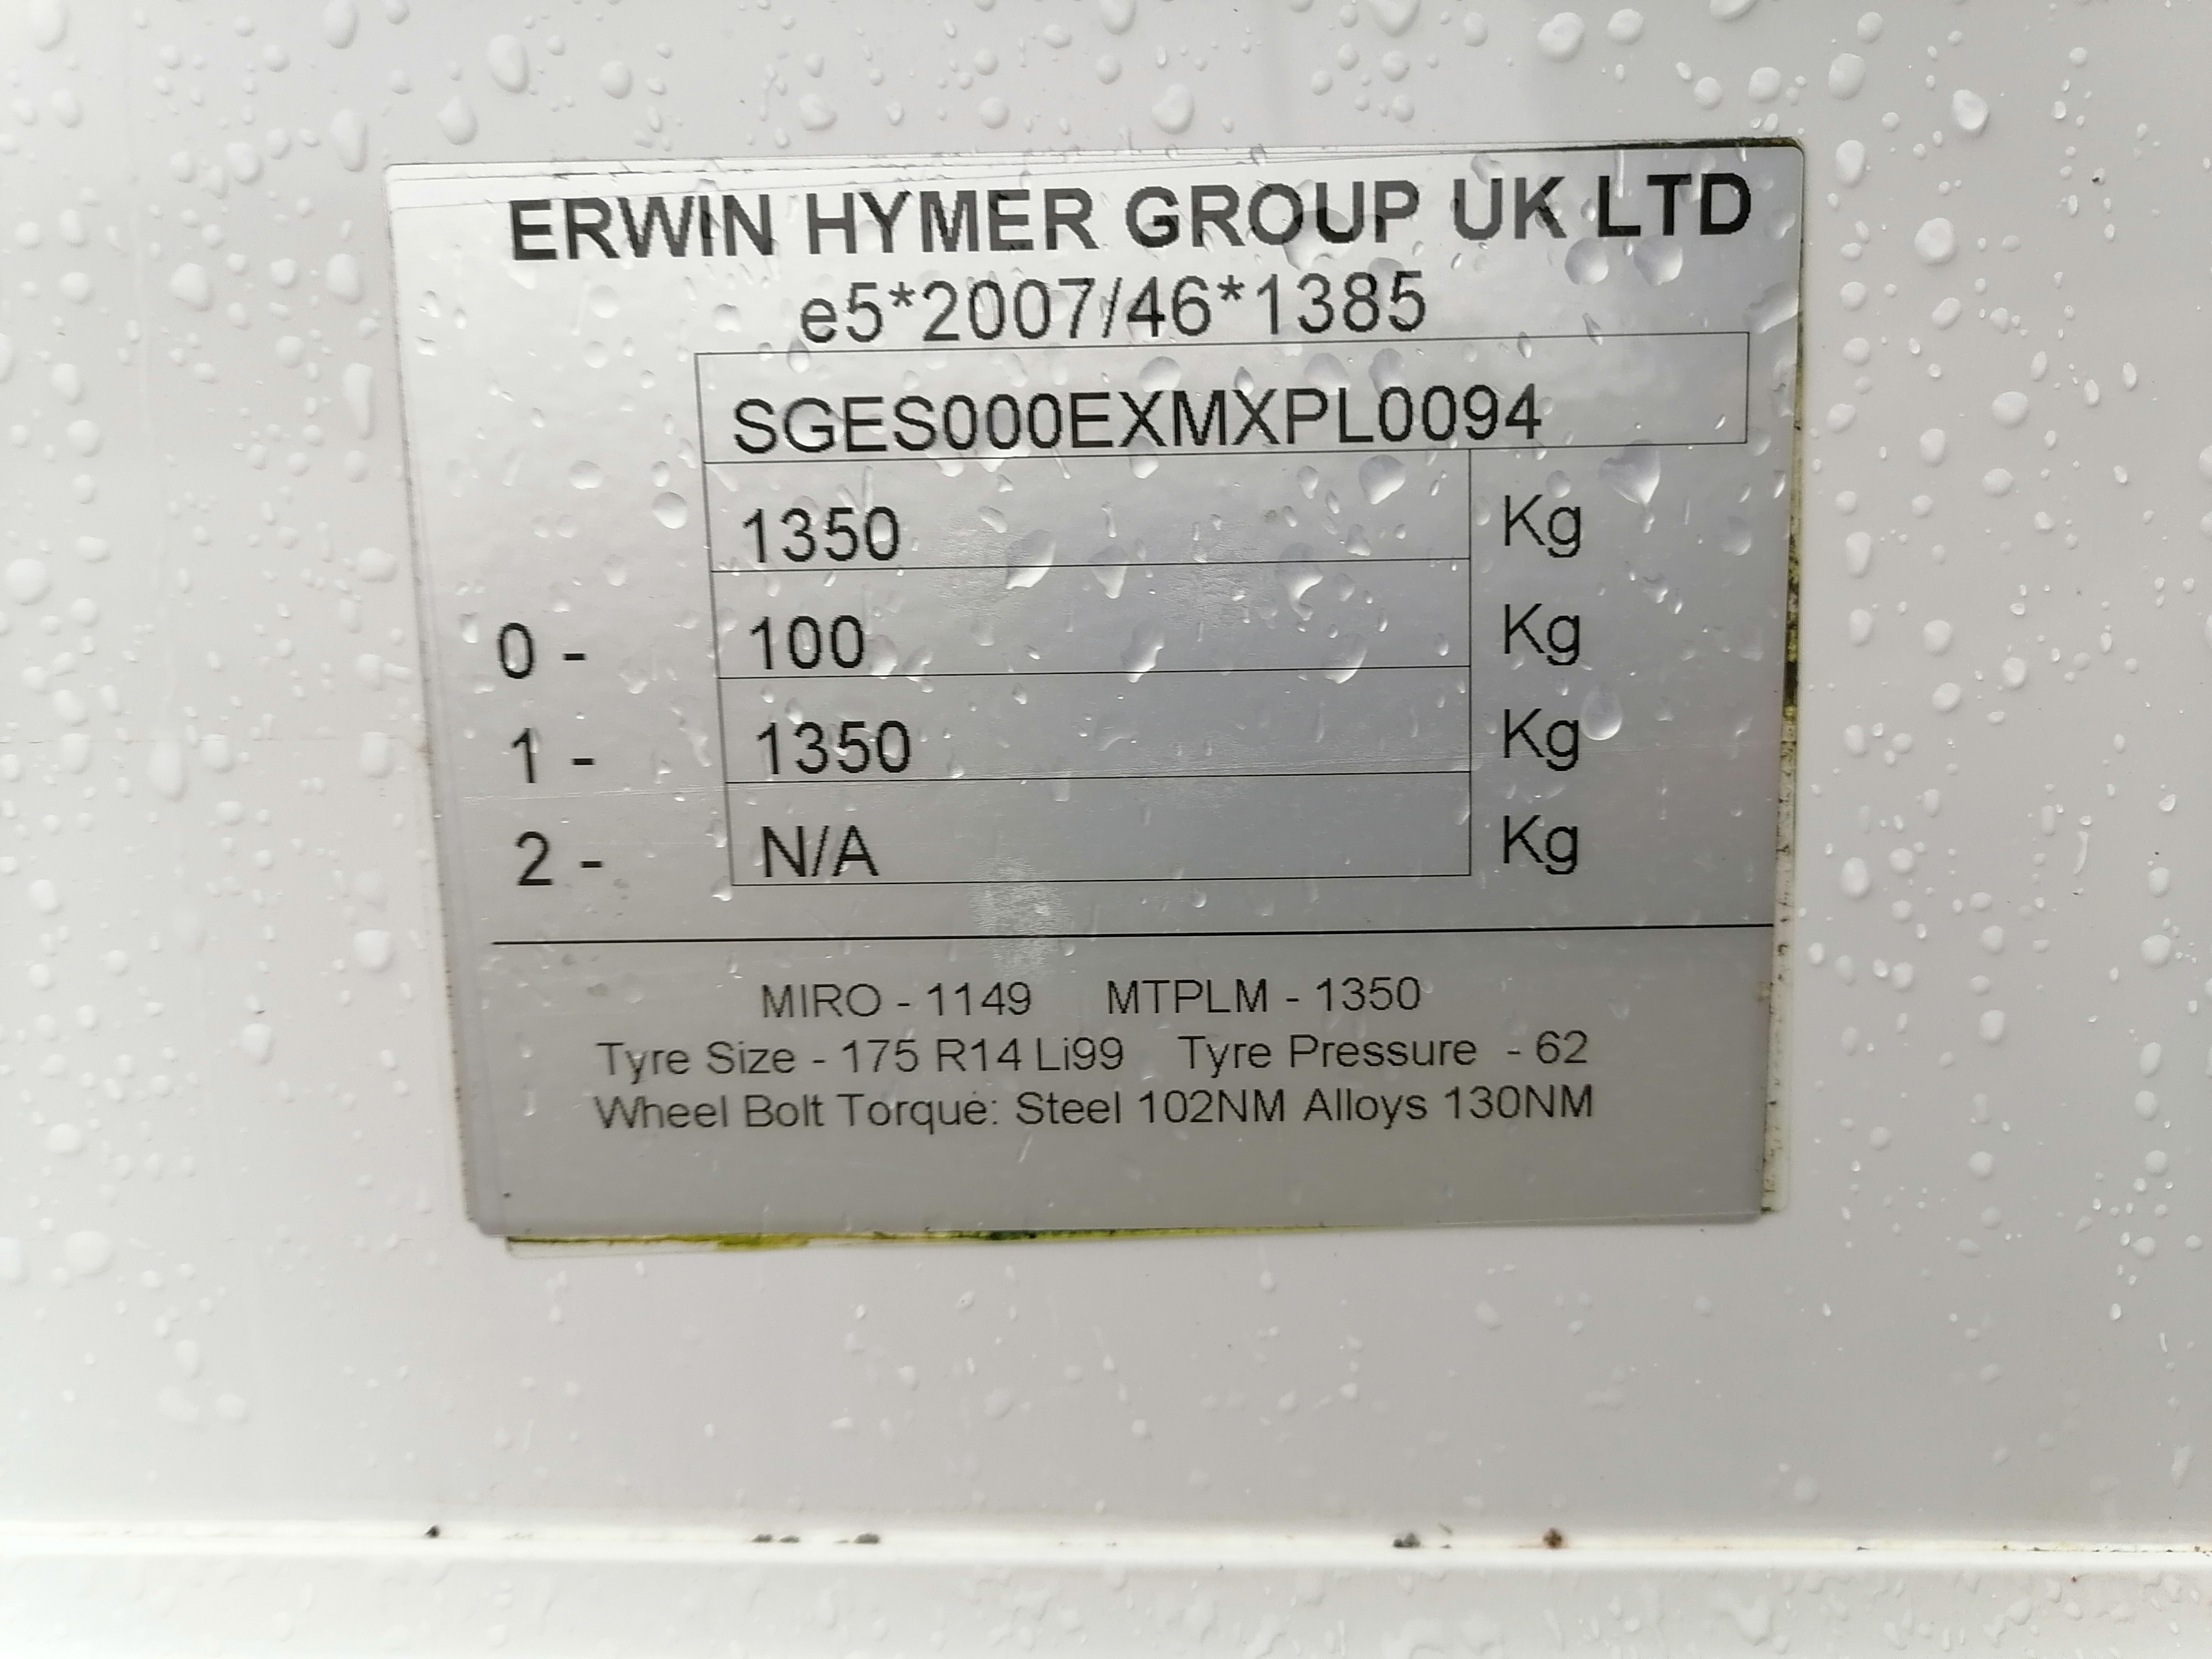 ERWIN HYMER GROUP UK LTD
e5*2007/46*1385
SGES000EXMXPL0094
1350 Kg
0 - 100 Kg
1 - 1350 Kg
2 - N/A Kg
MIRO - 1149 MTPLM - 1350
Tyre Size - 175 R14 Li99 Tyre Pressure - 62
Wheel Bolt Torque: Steel 102NM Alloys 130NM